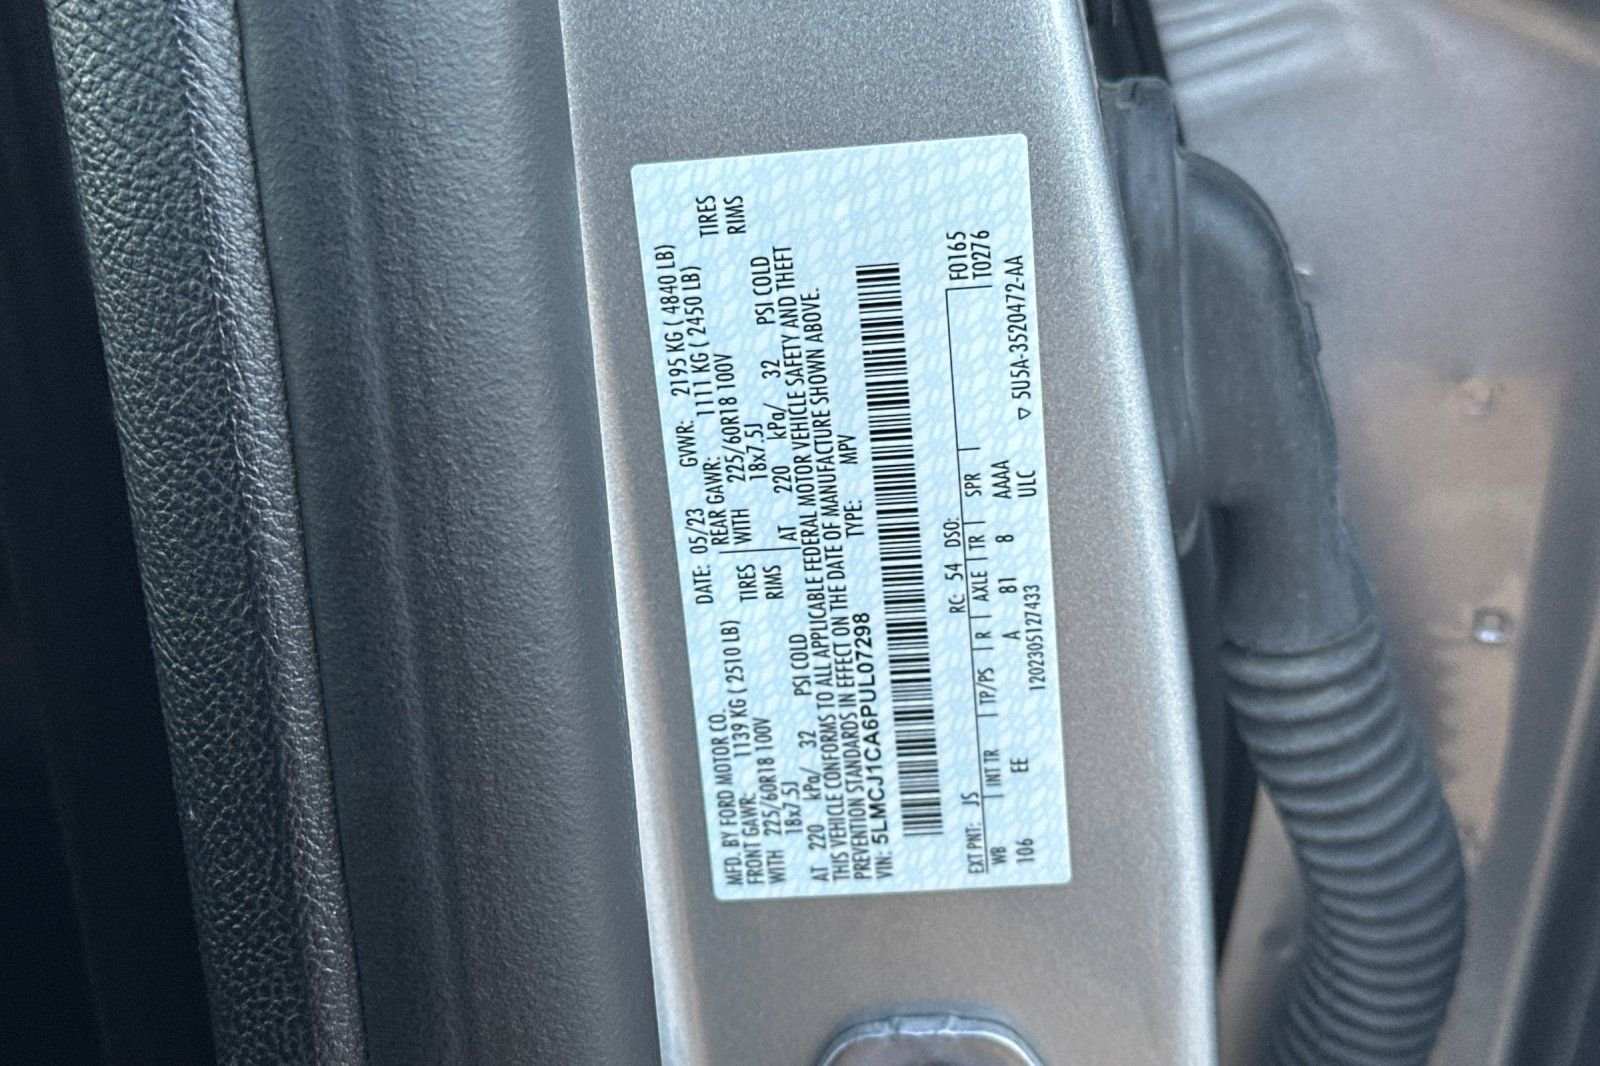 MFD. BY FORD MOTOR CO. DATE: 05/23 GVWR: 2195 KG ( 4840 LB)
FRONT GAWR: 1139 KG ( 2510 LB) REAR GAWR: 1111 KG ( 2450 LB)
WITH 225/60R18 100V TIRES WITH 225/60R18 100V TIRES
18x7.5J RIMS 18x7.5J RIMS
AT 220 kPa/ 32 PSI COLD AT 220 kPa/ 32 PSI COLD
THIS VEHICLE CONFORMS TO ALL APPLICABLE FEDERAL MOTOR VEHICLE SAFETY AND THEFT
PREVENTION STANDARDS IN EFFECT ON THE DATE OF MANUFACTURE SHOWN ABOVE.
VIN: 5LMCJ1CA6PUL07298 TYPE: MPV
F0165
EXT PNT: JS RC: 54 DSO: T0276
WB INT TR TP/PS R AXLE TR SPR
106 EE A 81 8 AAAA
1202305127433 ULC ▽ 5U5A-3520472-AA